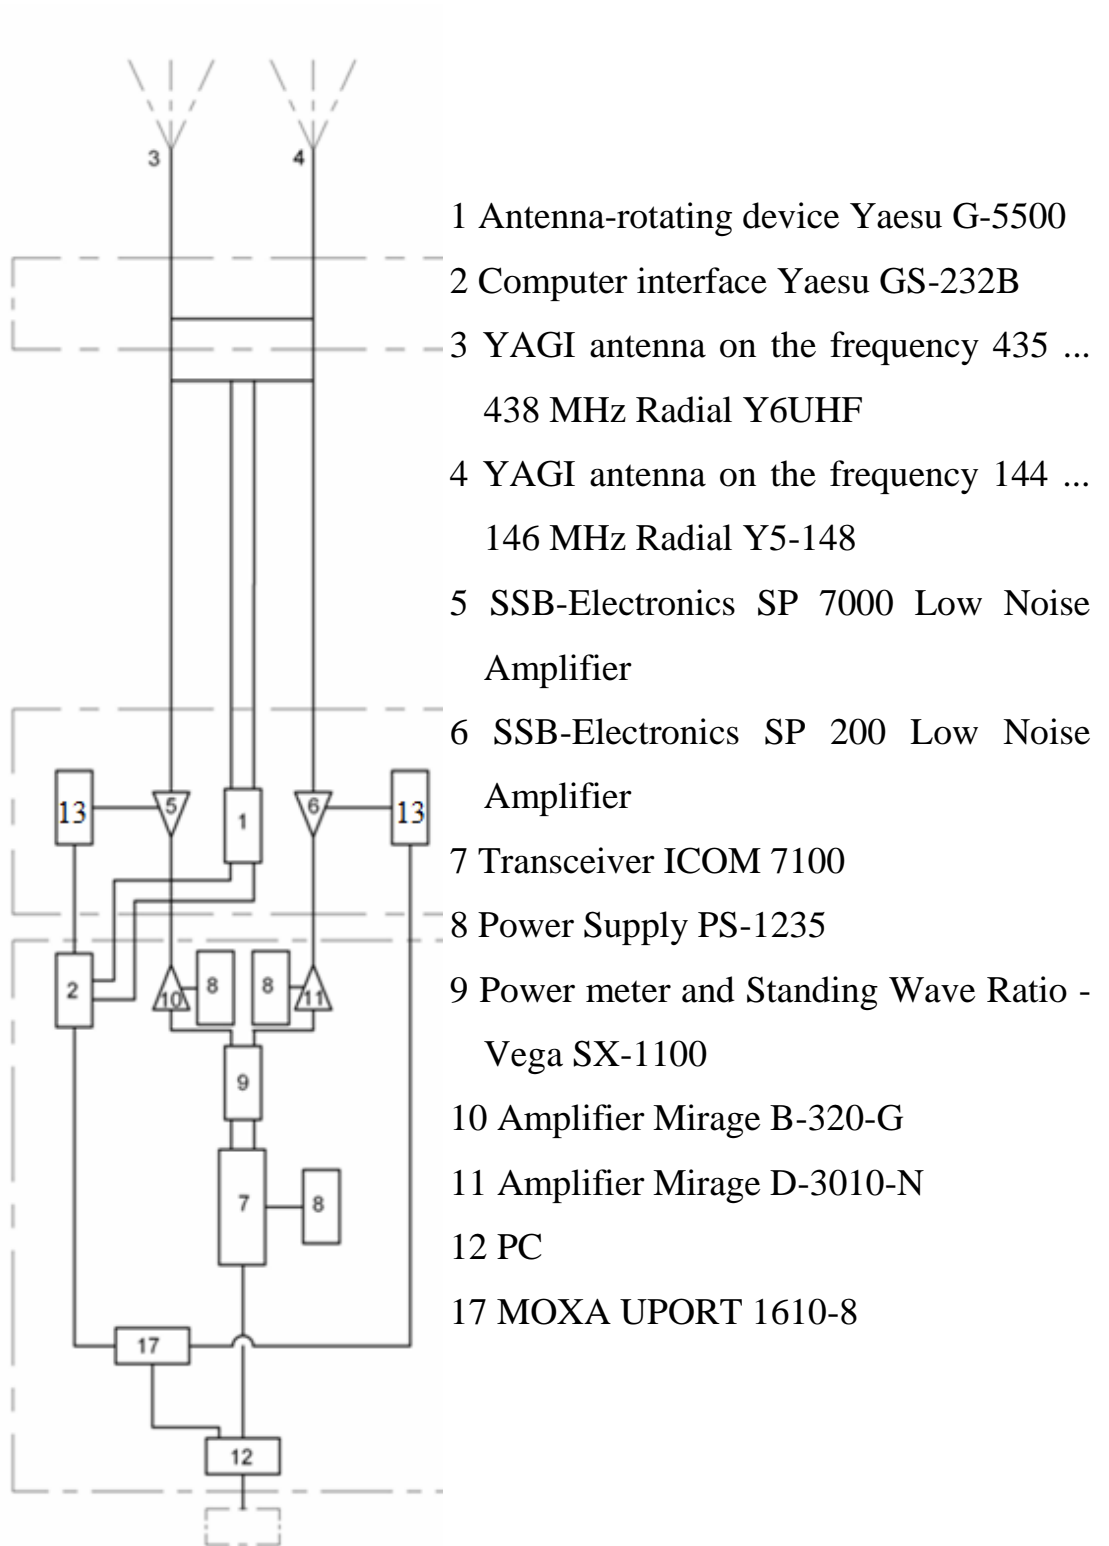 3
4
1 Antenna-rotating device Yaesu G-5500
2 Computer interface Yaesu GS-232B
3 YAGI antenna on the frequency 435 ...
438 MHz Radial Y6UHF
4 YAGI antenna on the frequency 144 ...
146 MHz Radial Y5-148
5 SSB-Electronics SP 7000 Low Noise
Amplifier
6 SSB-Electronics SP 200 Low Noise
Amplifier
7 Transceiver ICOM 7100
8 Power Supply PS-1235
9 Power meter and Standing Wave Ratio -
Vega SX-1100
10 Amplifier Mirage B-320-G
11 Amplifier Mirage D-3010-N
12 PC
17 MOXA UPORT 1610-8
13
5
1
6
13
2
10
8
8
11
9
7
8
17
12